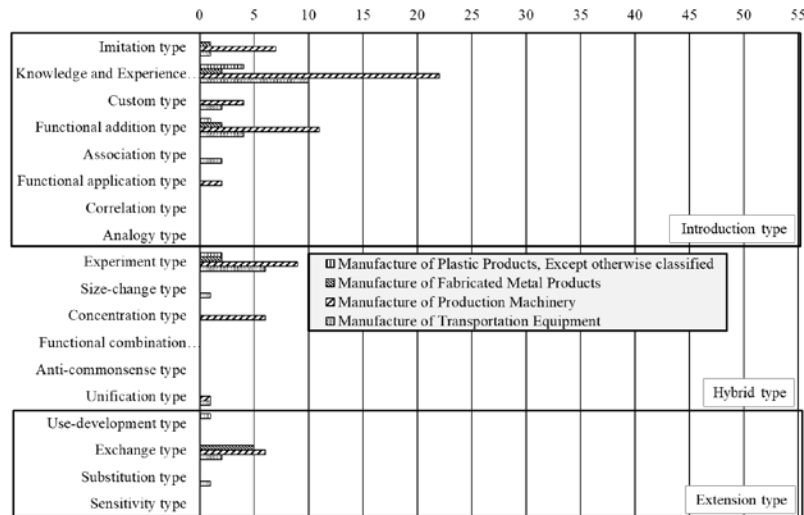 0 5 10 15 20 25 30 35 40 45 50 55
Imitation type
Knowledge and Experience…
Custom type
Functional addition type
Association type
Functional application type
Correlation type
Analogy type
Introduction type
Experiment type
Size-change type
Concentration type
Functional combination…
Anti-commonsense type
Unification type
Manufacture of Plastic Products, Except otherwise classified
Manufacture of Fabricated Metal Products
Manufacture of Production Machinery
Manufacture of Transportation Equipment
Hybrid type
Use-development type
Exchange type
Substitution type
Sensitivity type
Extension type